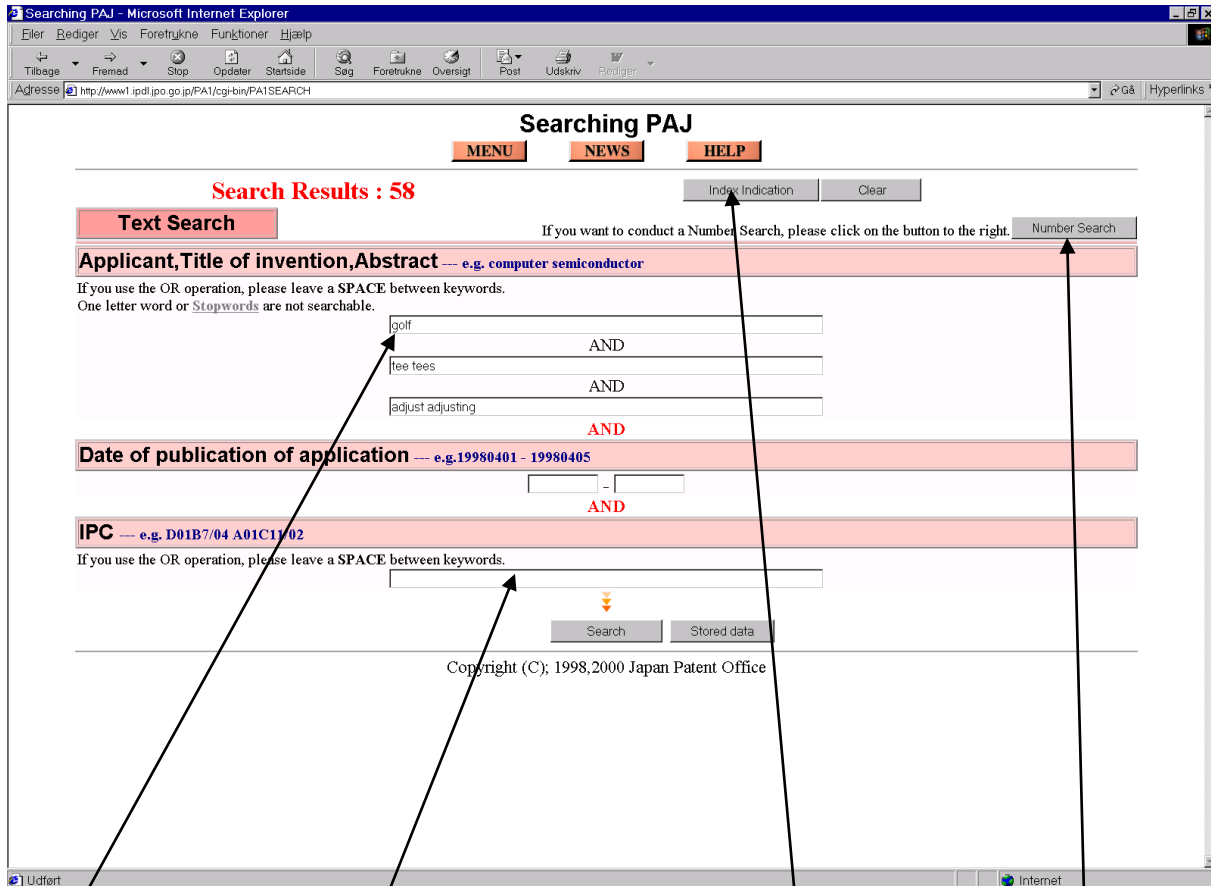 Searching PAJ - Microsoft Internet Explorer
Filer Rediger Vis Foretrukne Funktioner Hjælp
Tilbage Fremad Stop Opdater Startside Søg Foretrukne Oversigt Post Udskriv Rediger
Adresse http://www1.ipdl.jpo.go.jp/PA1/cgi-bin/PA1SEARCH Gå Hyperlinks
Searching PAJ
MENU NEWS HELP
Search Results : 58 Index Indication Clear
Text Search If you want to conduct a Number Search, please click on the button to the right. Number Search
Applicant,Title of invention,Abstract --- e.g. computer semiconductor
If you use the OR operation, please leave a SPACE between keywords.
One letter word or Stopwords are not searchable.
golf
AND
tee tees
AND
adjust adjusting
AND
Date of publication of application --- e.g.19980401 - 19980405
-
AND
IPC --- e.g. D01B7/04 A01C11/02
If you use the OR operation, please leave a SPACE between keywords.
Search Stored data
Copyright (C); 1998,2000 Japan Patent Office
Udført Internet